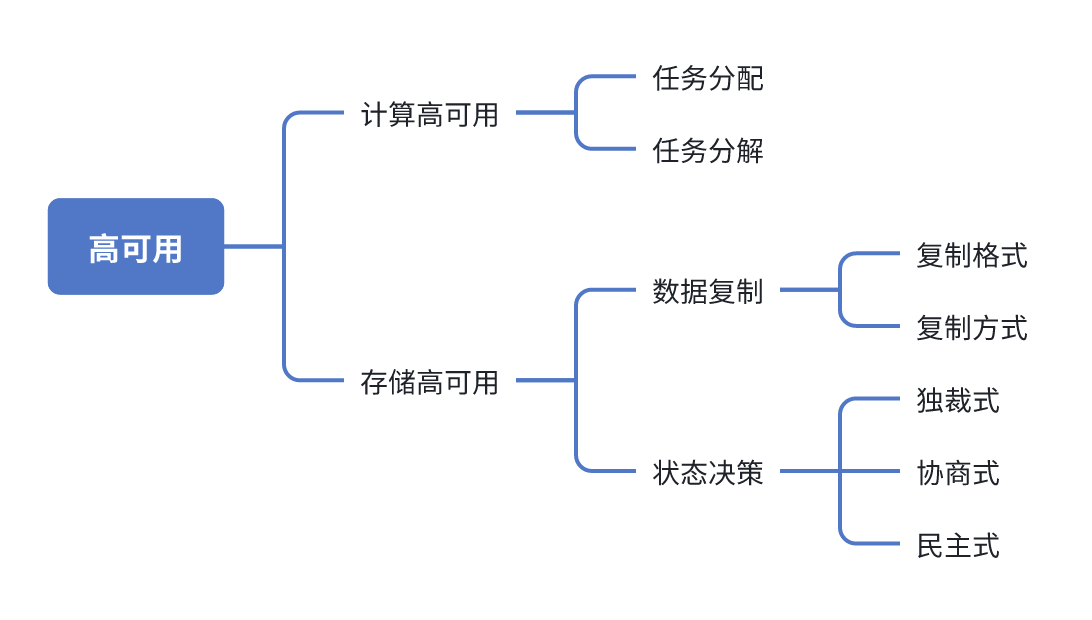 高可用
计算高可用
任务分配
任务分解
存储高可用
数据复制
复制格式
复制方式
状态决策
独裁式
协商式
民主式